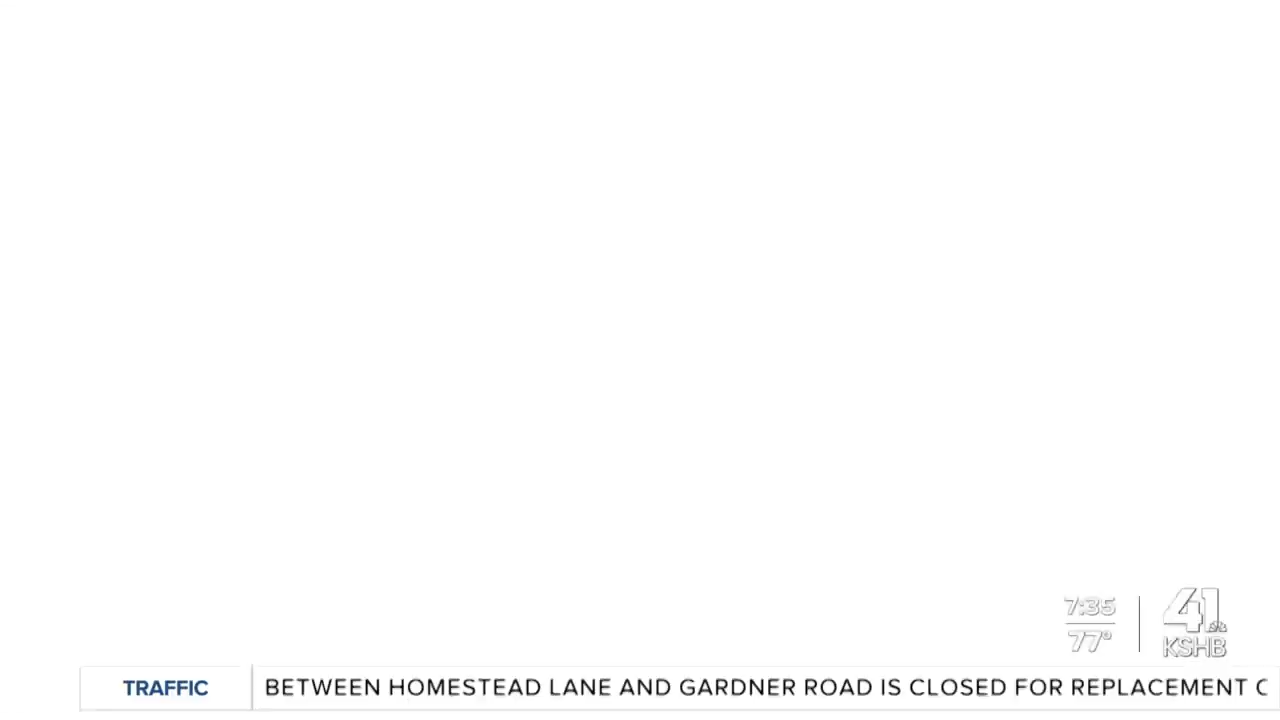 7:35
77°
41
KSHB
TRAFFIC
BETWEEN HOMESTEAD LANE AND GARDNER ROAD IS CLOSED FOR REPLACEMENT